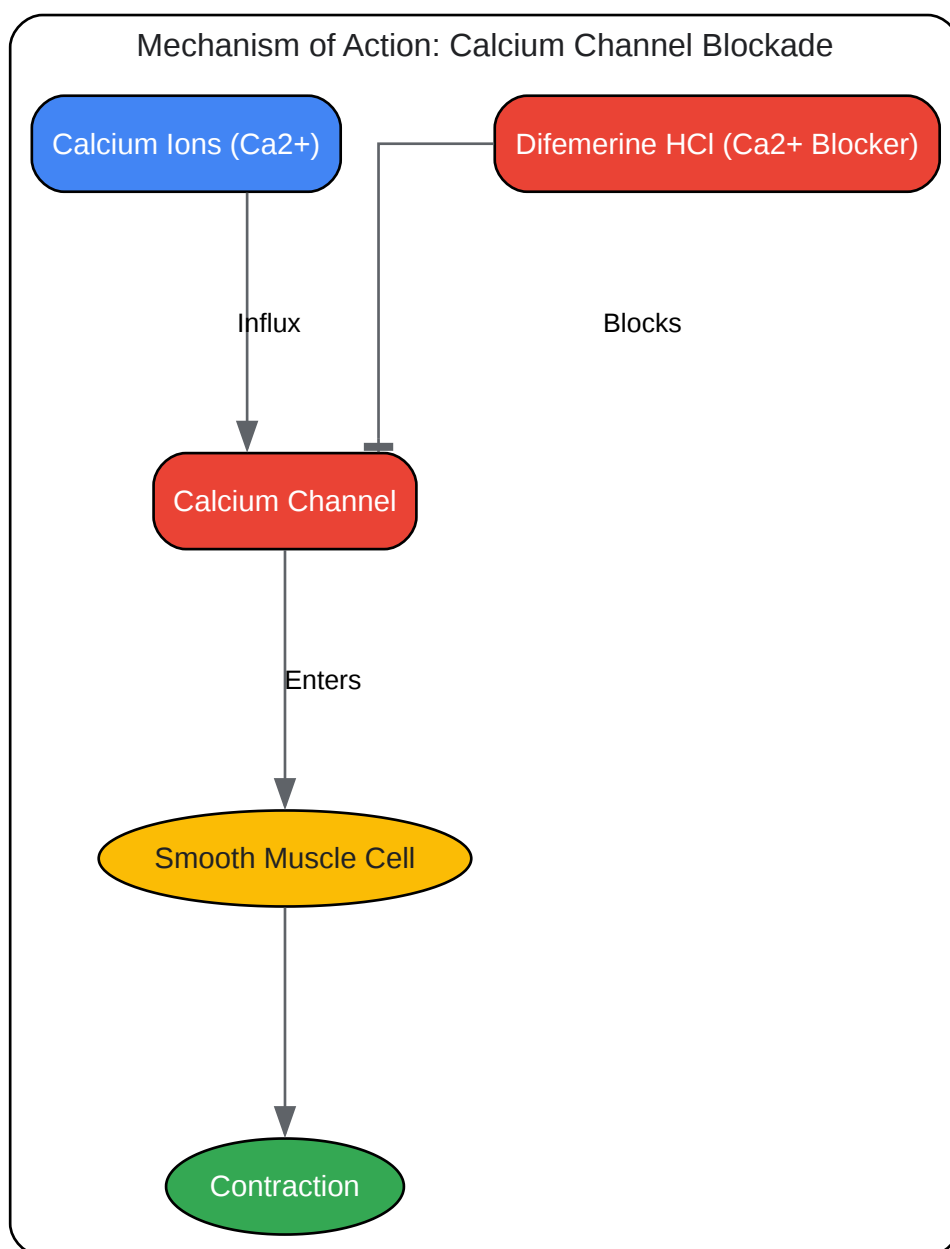 Mechanism of Action: Calcium Channel Blockade
Calcium Ions (Ca2+)
Difemerine HCl (Ca2+ Blocker)
Influx
Blocks
Calcium Channel
Enters
Smooth Muscle Cell
Contraction